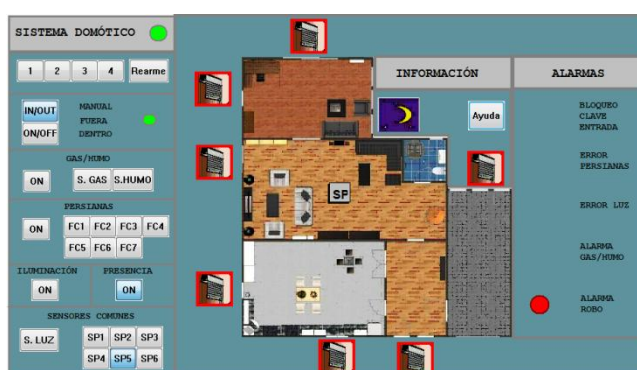 SISTEMA DOMÓTICO
1 2 3 4 Rearme
IN/OUT
ON/OFF
MANUAL
FUERA
DENTRO
GAS/HUMO
ON S. GAS S.HUMO
PERSIANAS
ON FC1 FC2 FC3 FC4
FC5 FC6 FC7
ILUMINACIÓN PRESENCIA
ON ON
SENSORES COMUNES
S. LUZ SP1 SP2 SP3
SP4 SP5 SP6
SP
INFORMACIÓN
Ayuda
ALARMAS
BLOQUEO
CLAVE
ENTRADA
ERROR
PERSIANAS
ERROR LUZ
ALARMA
GAS/HUMO
ALARMA
ROBO